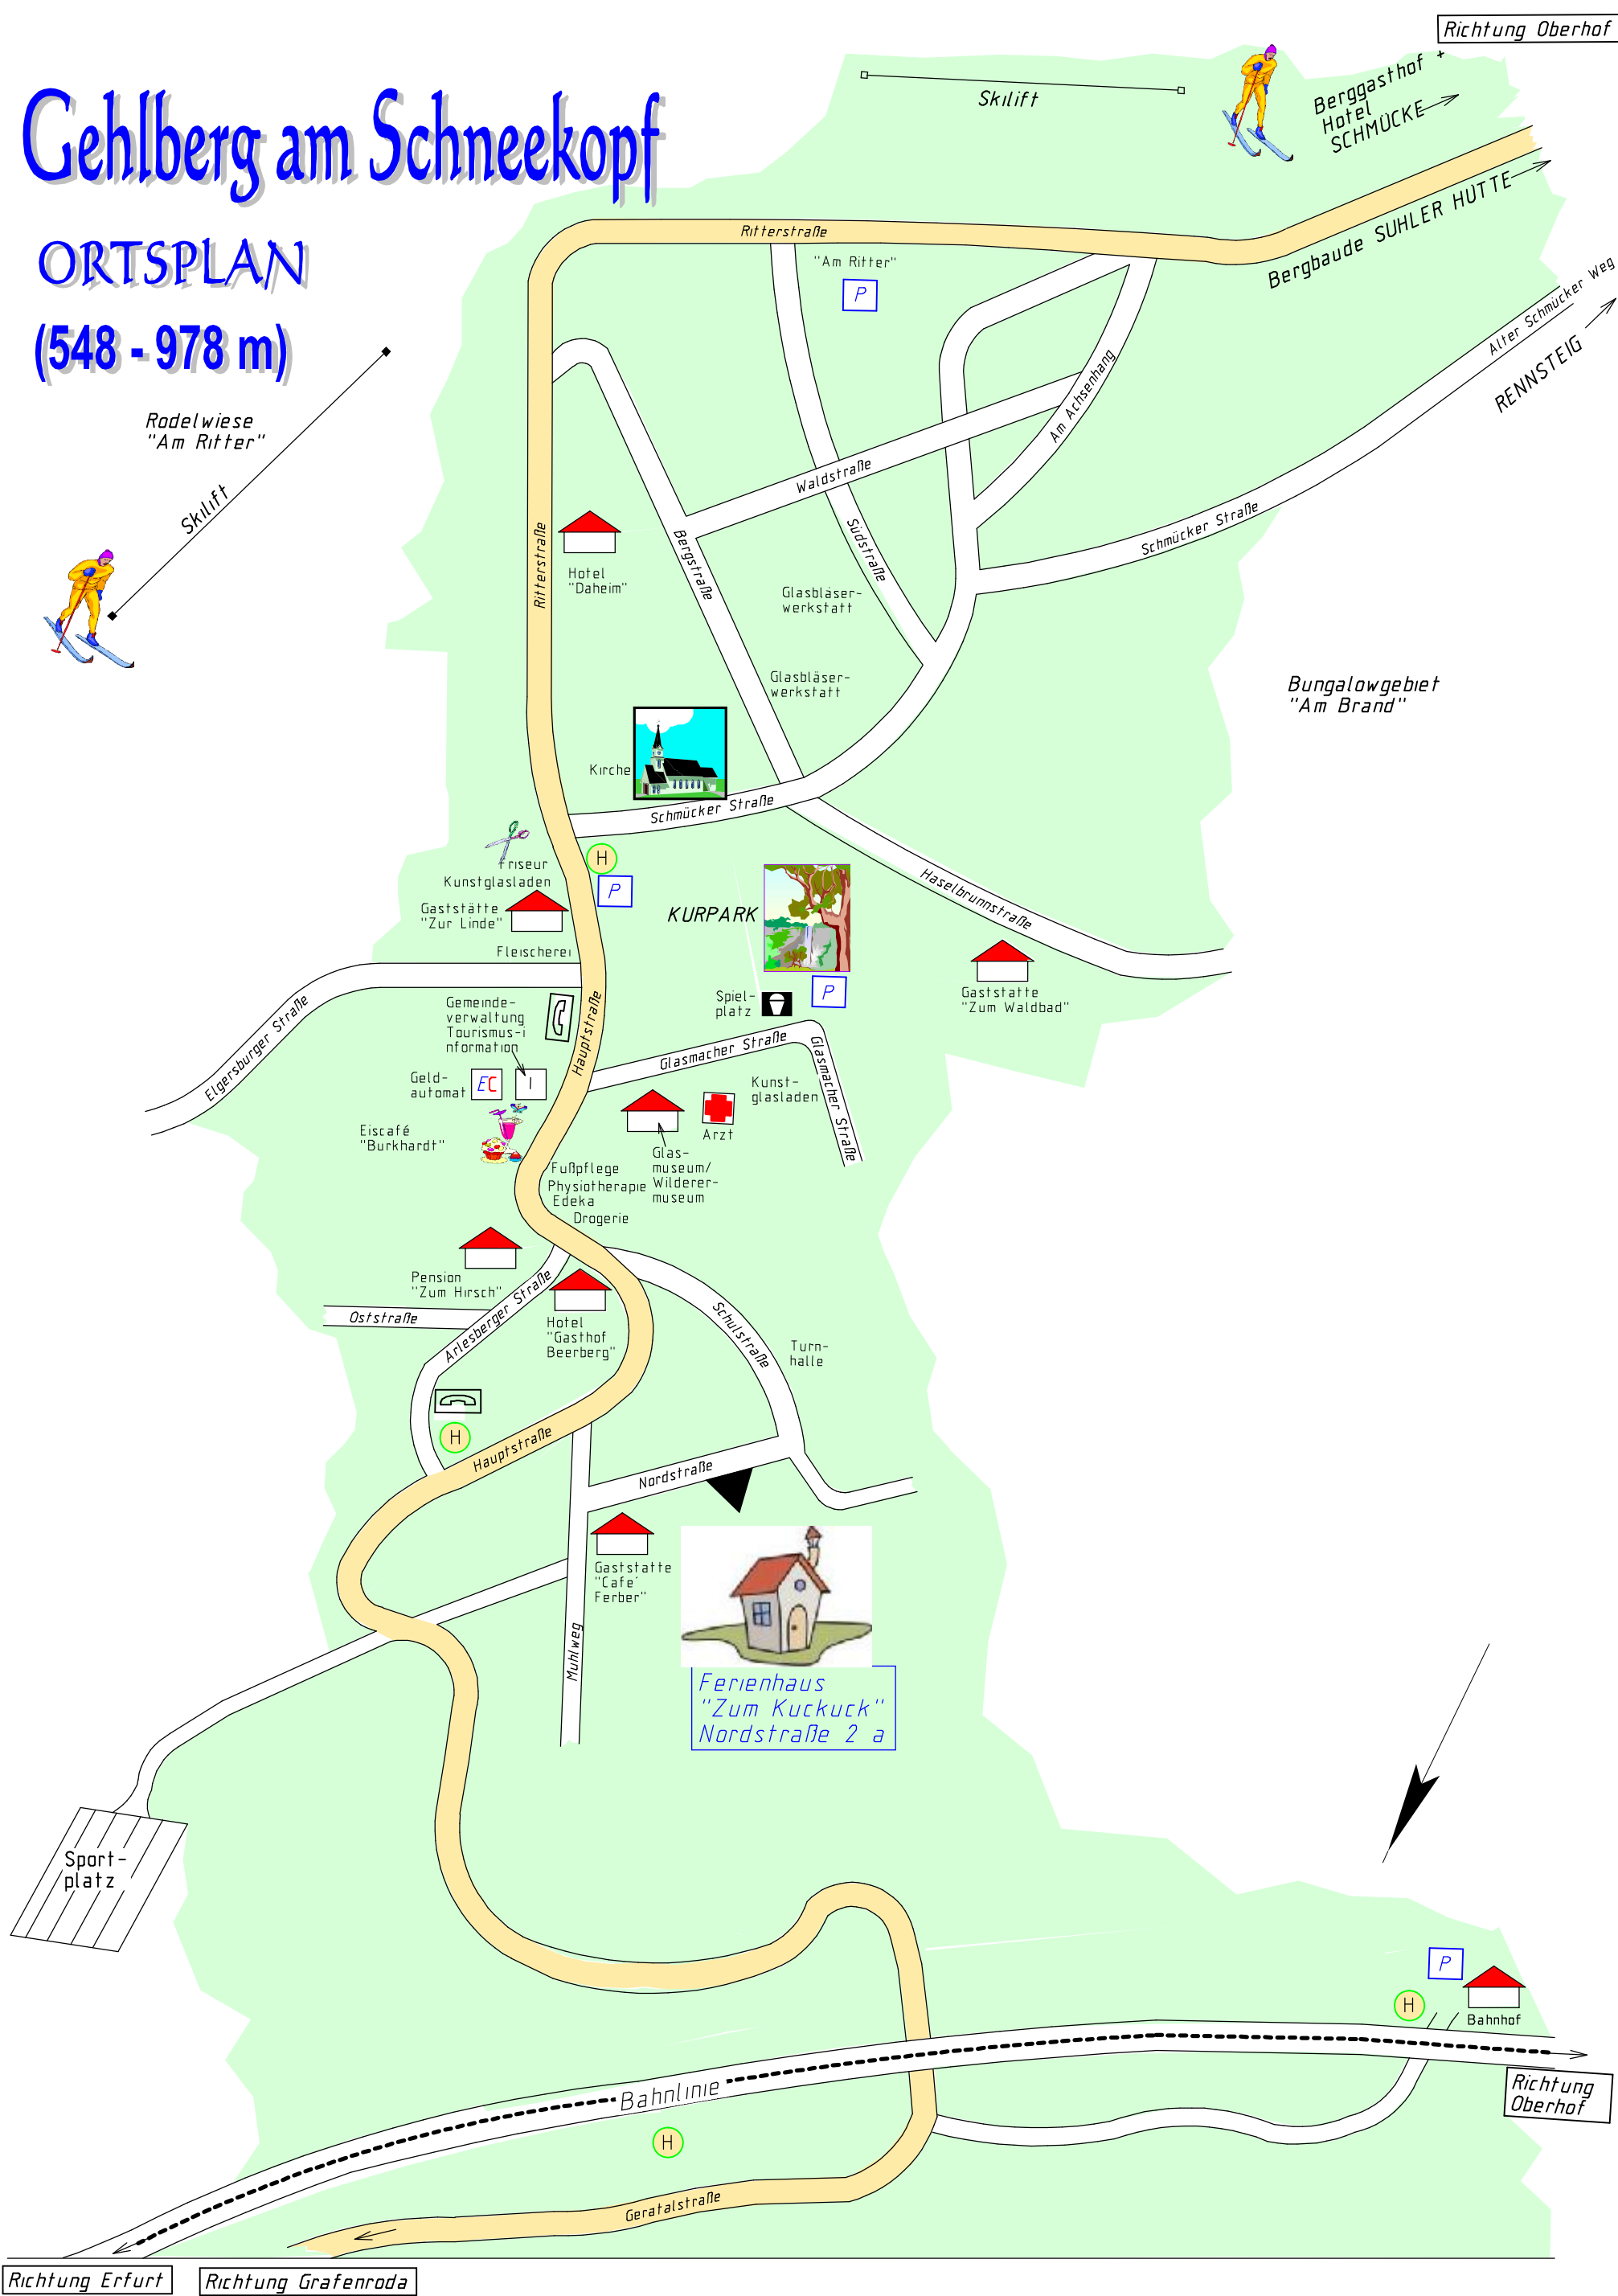 Richtung Oberhof
Gehlberg am Schneekopf
ORTSPLAN
(548 - 978 m)
Skilift
Berggasthof +
Hotel
SCHMÜCKE
Bergbaude SUHLER HÜTTE
Ritterstraße
"Am Ritter"
P
Alter Schmücker Weg
RENNSTEIG
Rodelwiese
"Am Ritter"
Skilift
Am Achsenhang
Waldstraße
Südstraße
Schmücker Straße
Bergstraße
Ritterstraße
Hotel
"Daheim"
Glasbläser-
werkstatt
Glasbläser-
werkstatt
Bungalowgebiet
"Am Brand"
Kirche
Schmücker Straße
H
P
Friseur
Kunstglasladen
Gaststätte
"Zur Linde"
Fleischerei
KURPARK
Haselbrunnstraße
Gaststatte
"Zum Waldbad"
Spiel-
platz
P
Elgersburger Straße
Gemeinde-
verwaltung
Tourismus-i
nformation
Hauptstraße
Geld-
automat
EC
I
Glasmacher Straße
Glasmacher Straße
Kunst-
glasladen
Arzt
Eiscafé
"Burkhardt"
Glas-
museum/
Wilderer-
museum
Fußpflege
Physiotherapie
Edeka
Drogerie
Pension
"Zum Hirsch"
Oststraße
Arlesberger Straße
Hotel
"Gasthof
Beerberg"
Schulstraße
Turn-
halle
H
Hauptstraße
Nordstraße
Gaststatte
"Cafe´
Ferber"
Muhlweg
Ferienhaus
"Zum Kuckuck"
Nordstraße 2 a
Sport-
platz
P
H
Bahnhof
Bahnlinie
Richtung
Oberhof
H
Geratalstraße
Richtung Erfurt
Richtung Grafenroda